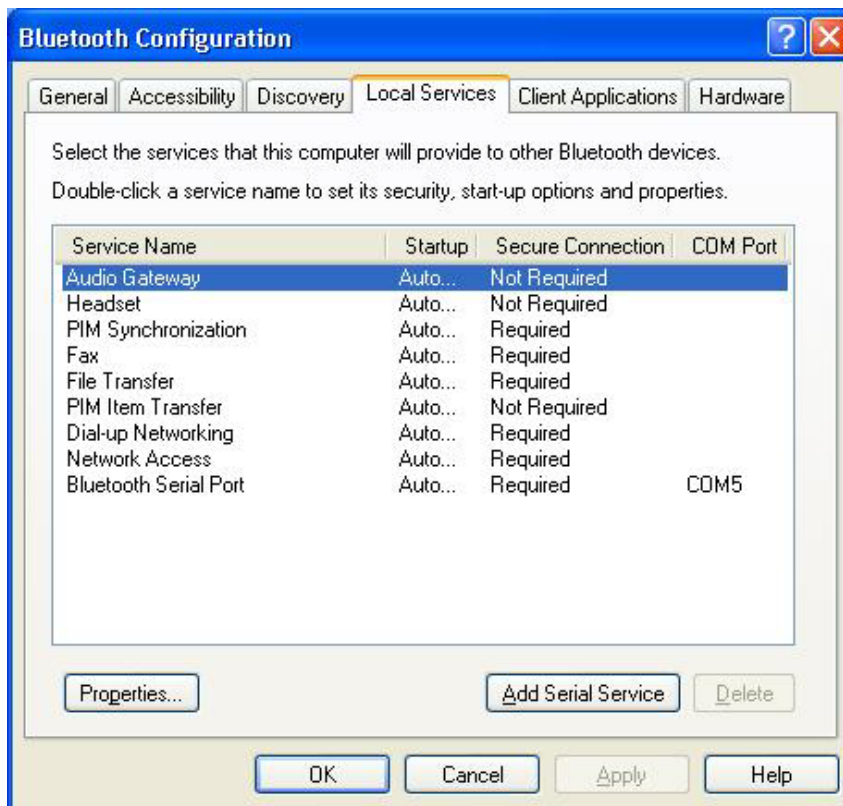 Bluetooth Configuration
General Accessibility Discovery Local Services Client Applications Hardware
Select the services that this computer will provide to other Bluetooth devices.
Double-click a service name to set its security, start-up options and properties.
Service Name Startup Secure Connection COM Port
Audio Gateway Auto... Not Required
Headset Auto... Not Required
PIM Synchronization Auto... Required
Fax Auto... Required
File Transfer Auto... Required
PIM Item Transfer Auto... Not Required
Dial-up Networking Auto... Required
Network Access Auto... Required
Bluetooth Serial Port Auto... Required COM5
Properties... Add Serial Service Delete
OK Cancel Apply Help